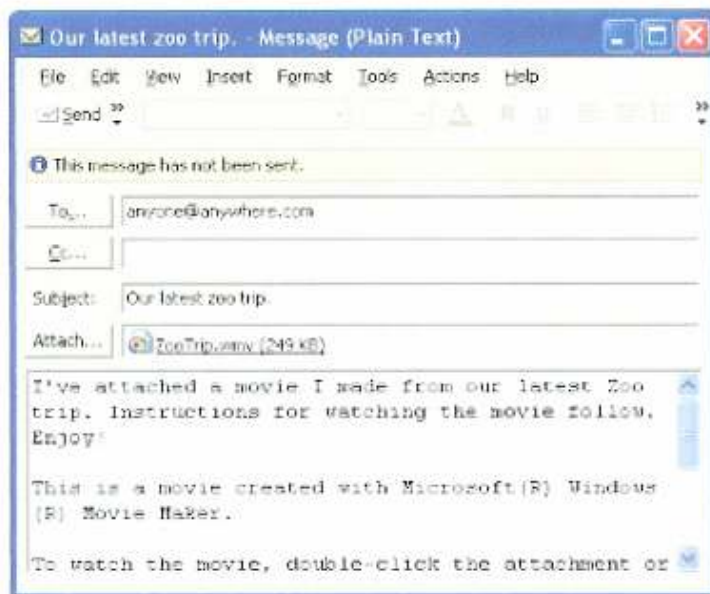 Our latest zoo trip. - Message (Plain Text)
File Edit View Insert Format Tools Actions Help
Send
This message has not been sent.
To... anyone@anywhere.com
Cc...
Subject: Our latest zoo trip.
Attach... ZooTrip.wmv (249 KB)
I've attached a movie I made from our latest Zoo
trip. Instructions for watching the movie follow.
Enjoy!
This is a movie created with Microsoft(R) Windows
(R) Movie Maker.
To watch the movie, double-click the attachment or